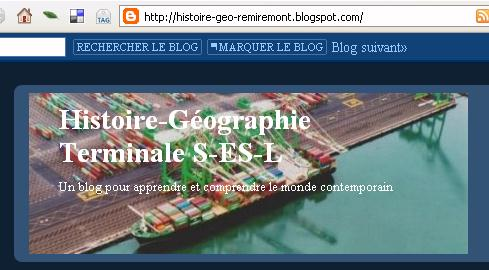 TAG
http://histoire-geo-remiremont.blogspot.com/
RECHERCHER LE BLOG MARQUER LE BLOG Blog suivant»
Histoire-Géographie
Terminale S-ES-L
Un blog pour apprendre et comprendre le monde contemporain